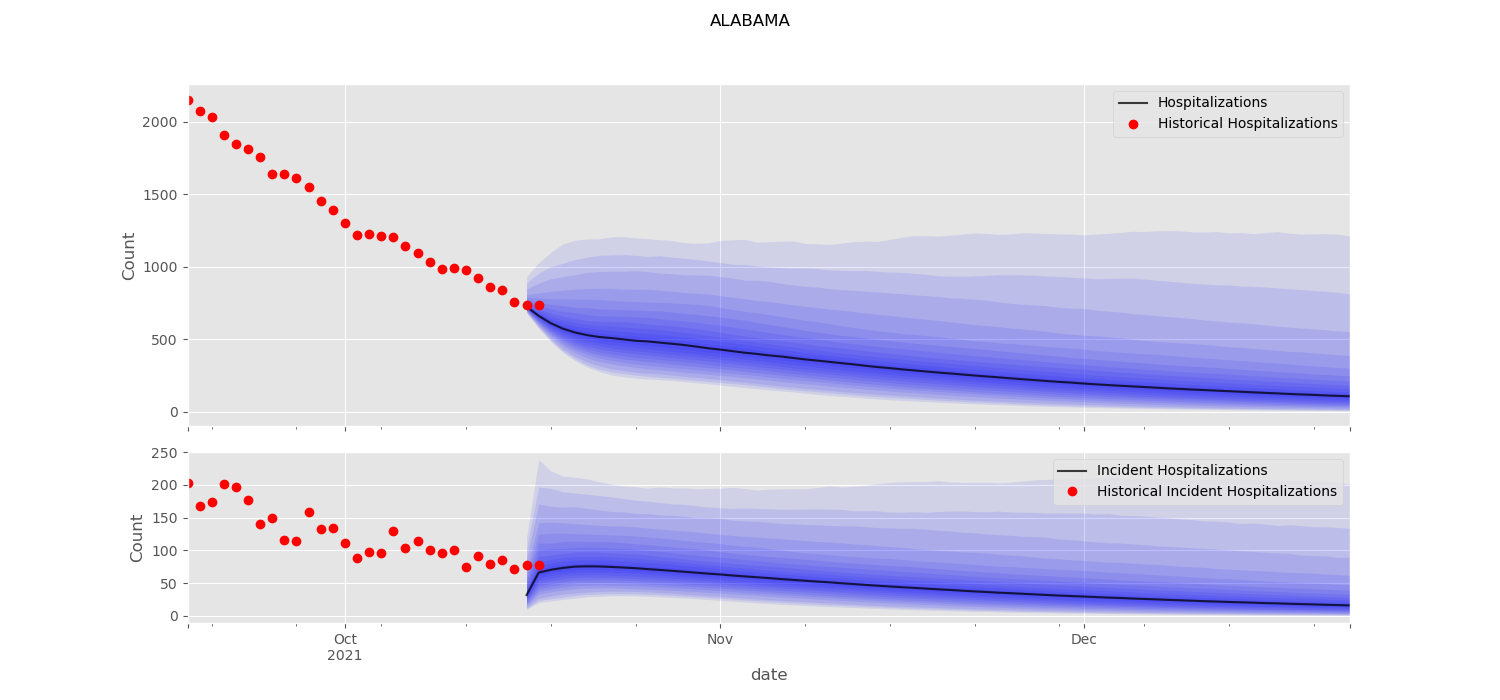 ALABAMA
Hospitalizations
Historical Hospitalizations
Count
2000
1500
1000
500
0
Incident Hospitalizations
Historical Incident Hospitalizations
Count
250
200
150
100
50
0
Oct
2021
Nov
Dec
date